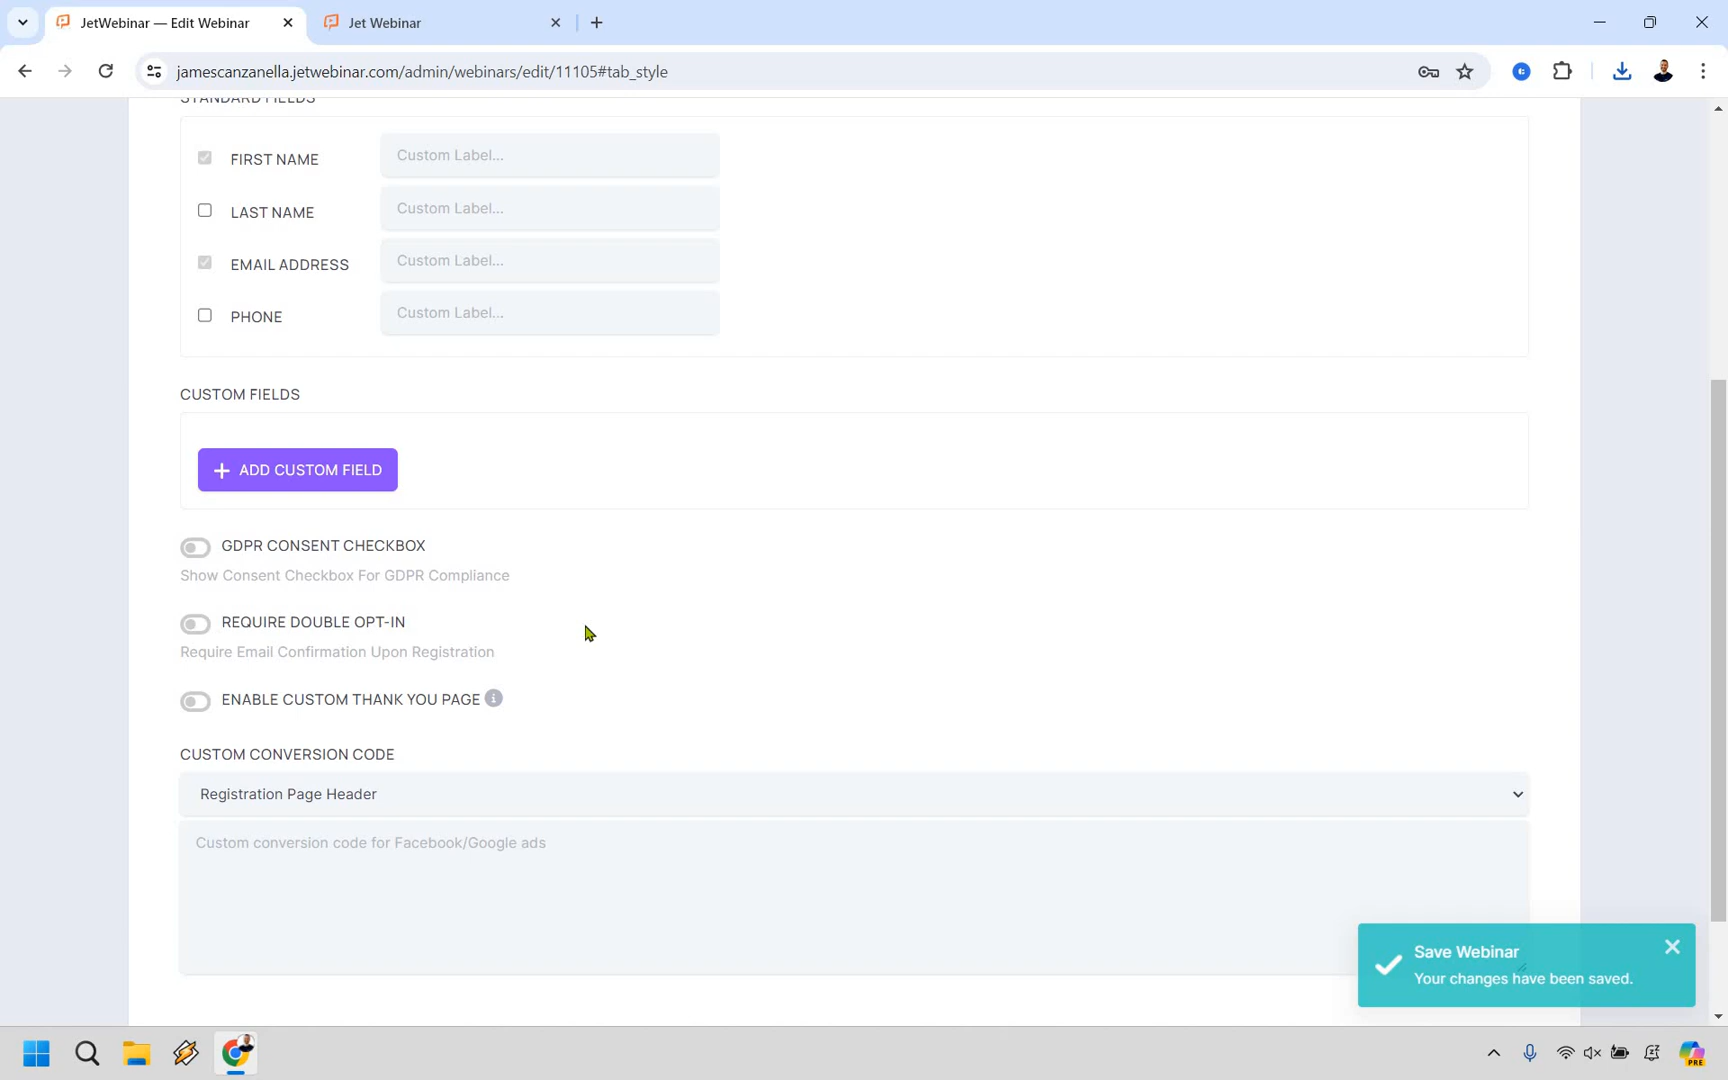 JetWebinar — Edit Webinar
Jet Webinar
jamescanzanella.jetwebinar.com/admin/webinars/edit/11105#tab_style
STANDARD FIELDS
FIRST NAME
Custom Label...
LAST NAME
Custom Label...
EMAIL ADDRESS
Custom Label...
PHONE
Custom Label...
CUSTOM FIELDS
+ ADD CUSTOM FIELD
GDPR CONSENT CHECKBOX
Show Consent Checkbox For GDPR Compliance
REQUIRE DOUBLE OPT-IN
Require Email Confirmation Upon Registration
ENABLE CUSTOM THANK YOU PAGE
CUSTOM CONVERSION CODE
Registration Page Header
Custom conversion code for Facebook/Google ads
Save Webinar
Your changes have been saved.
PRE